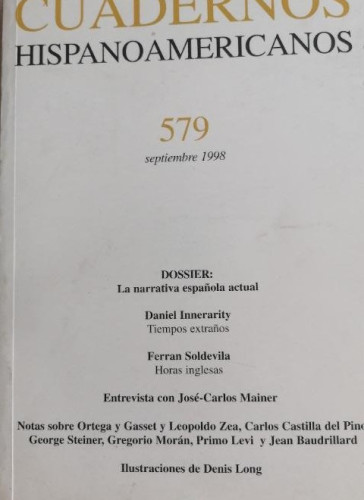 CUADERNOS
HISPANOAMERICANOS
579
septiembre 1998
DOSSIER:
La narrativa española actual
Daniel Innerarity
Tiempos extraños
Ferran Soldevila
Horas inglesas
Entrevista con José-Carlos Mainer
Notas sobre Ortega y Gasset y Leopoldo Zea, Carlos Castilla del Pino
George Steiner, Gregorio Morán, Primo Levi y Jean Baudrillard
Ilustraciones de Denis Long